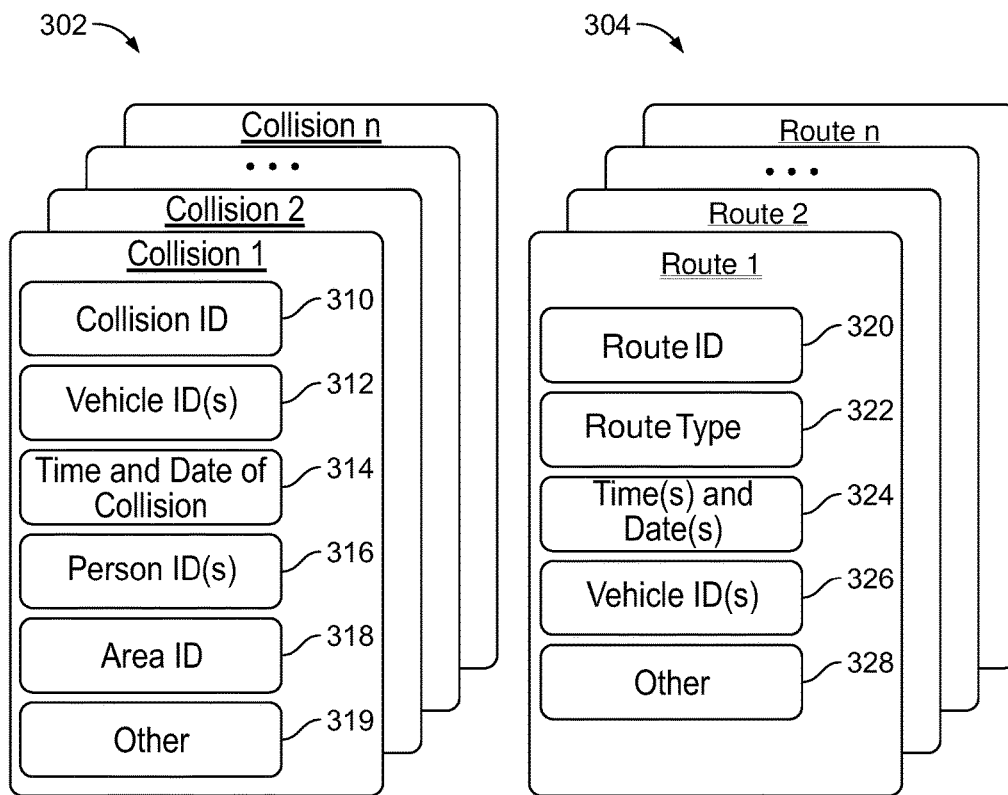 302
Collision n
• • •
Collision 2
Collision 1
Collision ID
310
Vehicle ID(s)
312
Time and Date of
Collision
314
Person ID(s)
316
Area ID
318
Other
319
304
Route n
• • •
Route 2
Route 1
Route ID
320
Route Type
322
Time(s) and
Date(s)
324
Vehicle ID(s)
326
Other
328